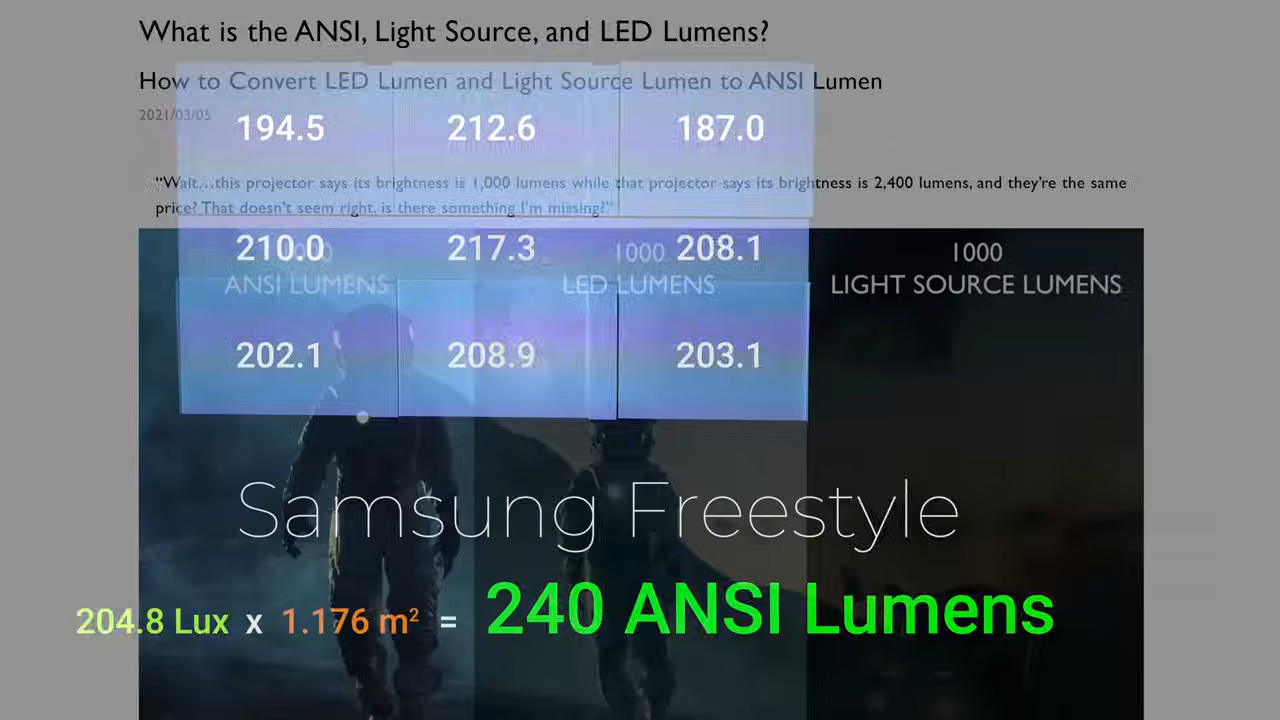 What is the ANSI, Light Source, and LED Lumens?
How to Convert LED Lumen and Light Source Lumen to ANSI Lumen
2021/03/05
194.5 212.6 187.0
“Wait…this projector says its brightness is 1,000 lumens while that projector says its brightness is 2,400 lumens, and they’re the same
price? That doesn’t seem right, is there something I’m missing?”
210.0 217.3 208.1
1000 1000
ANSI LUMENS LED LUMENS LIGHT SOURCE LUMENS
202.1 208.9 203.1
Samsung Freestyle
204.8 Lux x 1.176 m² = 240 ANSI Lumens